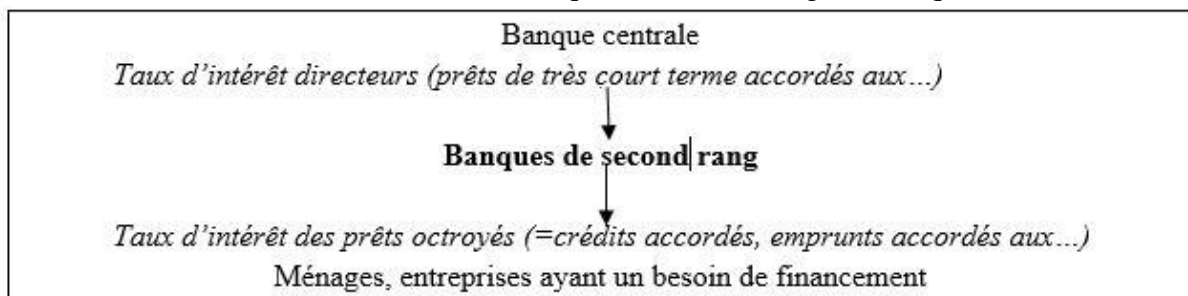 Banque centrale
Taux d’intérêt directeurs (prêts de très court terme accordés aux…)
Banques de second rang
Taux d’intérêt des prêts octroyés (=crédits accordés, emprunts accordés aux…)
Ménages, entreprises ayant un besoin de financement